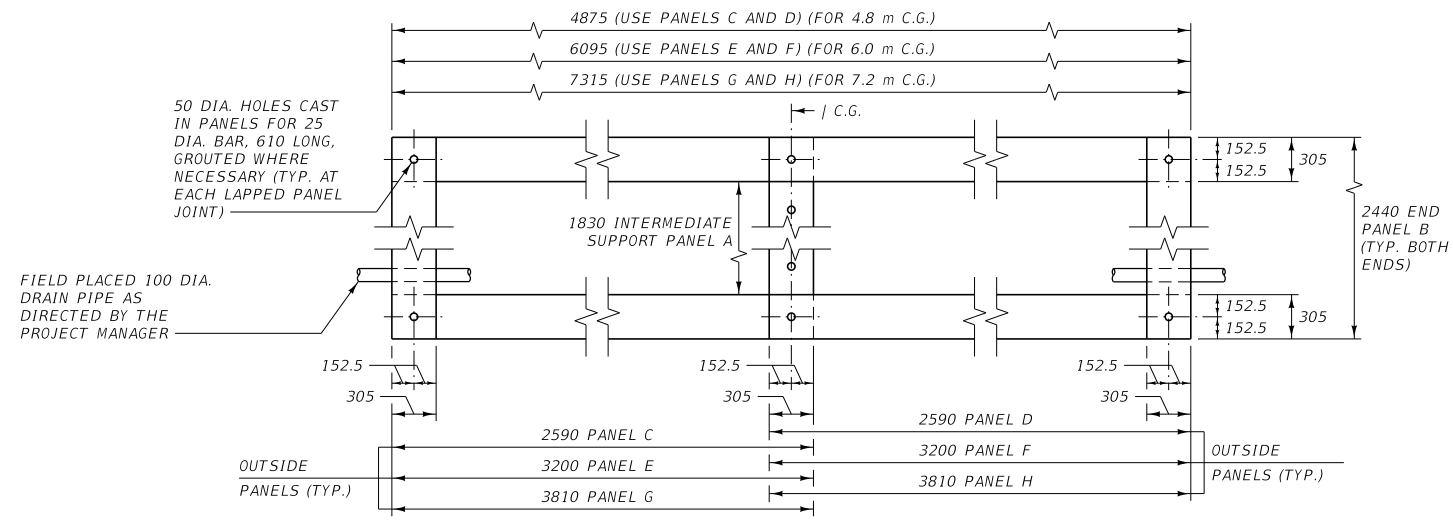 4875 (USE PANELS C AND D) (FOR 4.8 m C.G.)
6095 (USE PANELS E AND F) (FOR 6.0 m C.G.)
7315 (USE PANELS G AND H) (FOR 7.2 m C.G.)
50 DIA. HOLES CAST
IN PANELS FOR 25
DIA. BAR, 610 LONG,
GROUTED WHERE
NECESSARY (TYP. AT
EACH LAPPED PANEL
JOINT)
C.G.
152.5
152.5
305
1830 INTERMEDIATE
SUPPORT PANEL A
2440 END
PANEL B
(TYP. BOTH
ENDS)
FIELD PLACED 100 DIA.
DRAIN PIPE AS
DIRECTED BY THE
PROJECT MANAGER
152.5
152.5
305
152.5
305
152.5
305
152.5
305
2590 PANEL C
2590 PANEL D
3200 PANEL E
3200 PANEL F
3810 PANEL G
3810 PANEL H
OUTSIDE
PANELS (TYP.)
OUTSIDE
PANELS (TYP.)